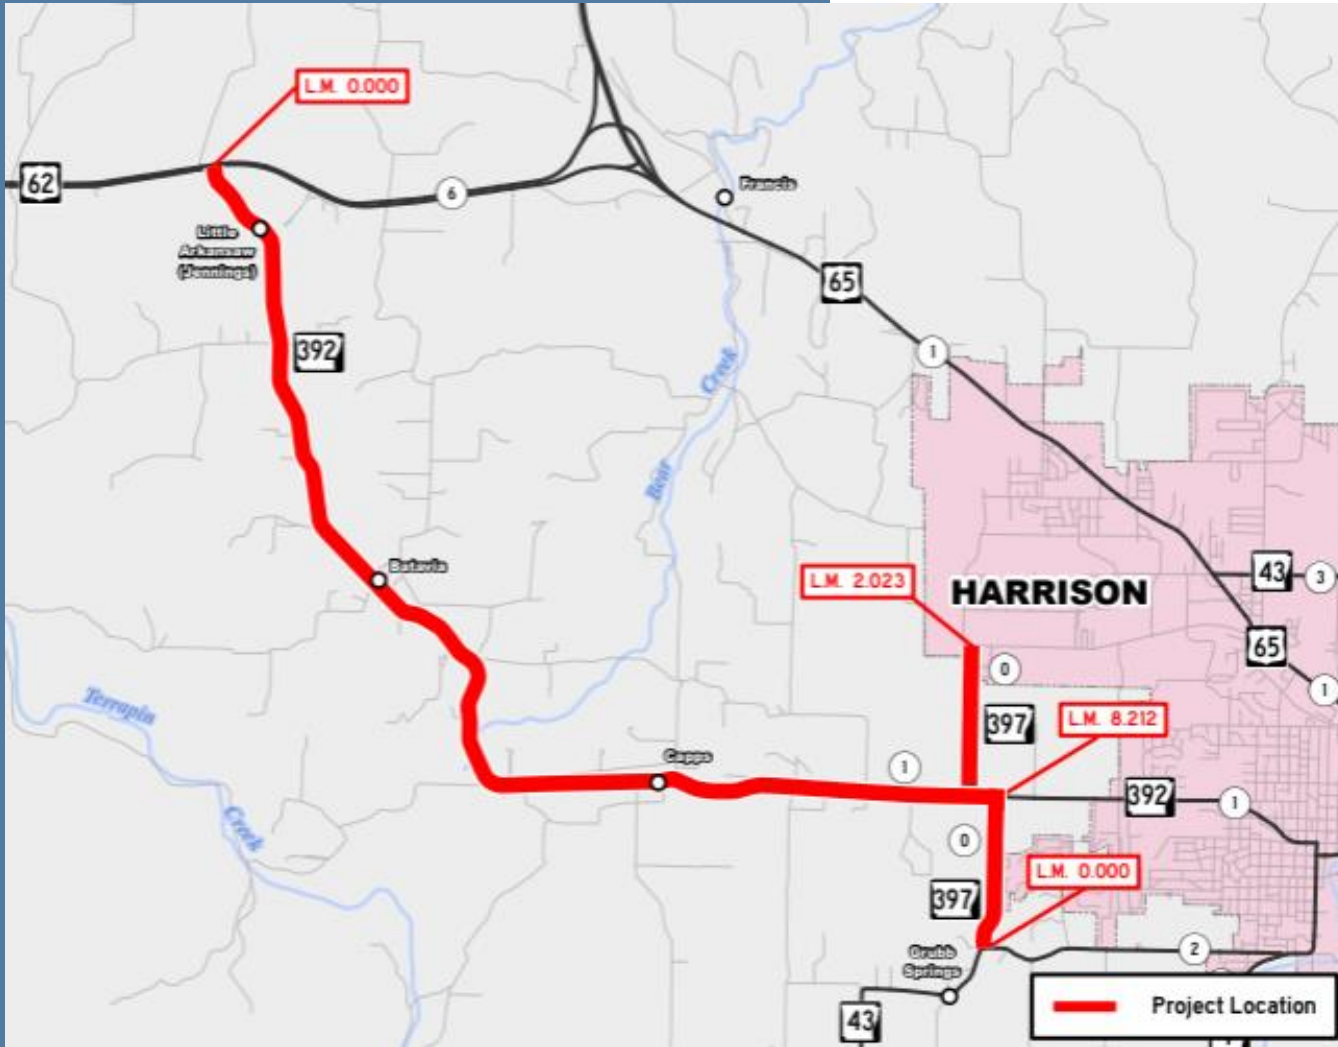 L.M. 0.000
62
6
Francis
Little
Arkansaw
(Jennings)
65
392
1
Creek
Bear
Batavia
L.M. 2.023
HARRISON
43
3
65
0
1
Terrapin
397
L.M. 8.212
Capps
1
392
1
Creek
0
L.M. 0.000
397
2
Grubb
Springs
43
Project Location